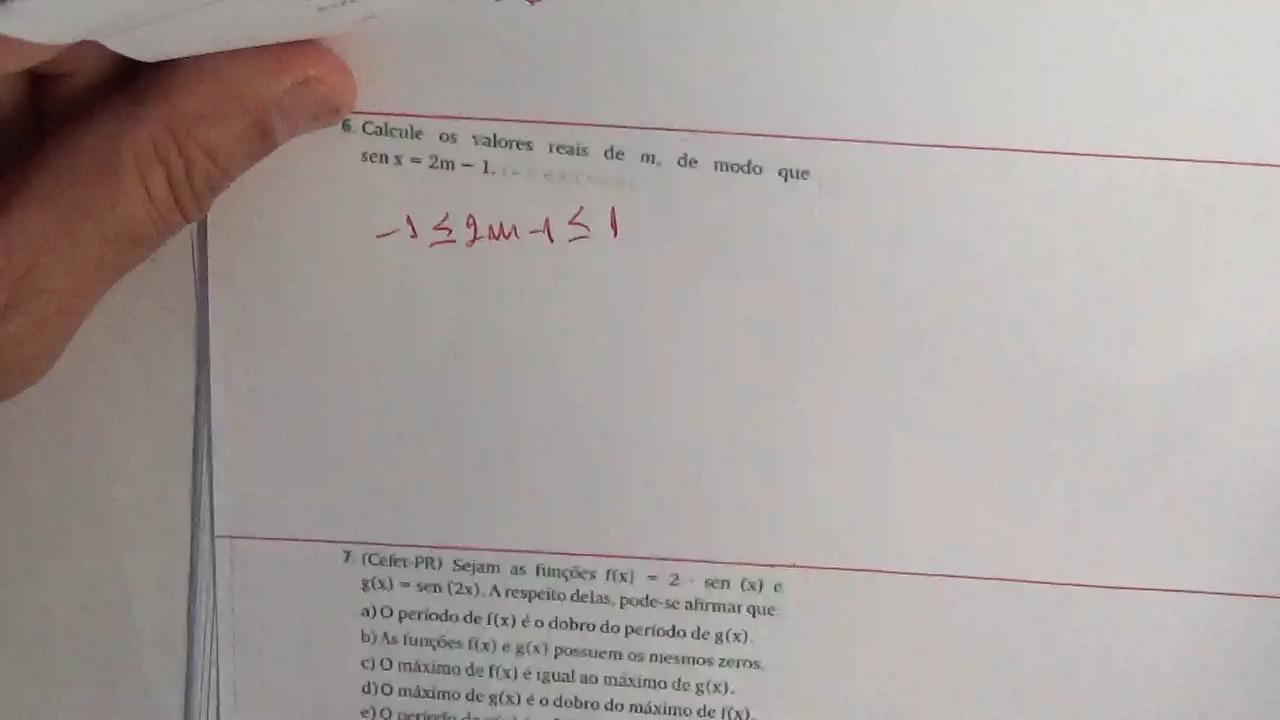 6. Calcule os valores reais de m, de modo que
sen x = 2m − 1.
−1 ≤ 2m −1 ≤ 1
7. (Cefet-PR) Sejam as funções f(x) = 2 · sen (x) e
g(x) = sen (2x). A respeito delas, pode-se afirmar que
a) O período de f(x) é o dobro do período de g(x).
b) As funções f(x) e g(x) possuem os mesmos zeros.
c) O máximo de f(x) é igual ao máximo de g(x).
d) O máximo de g(x) é o dobro do máximo de f(x).
e) O período